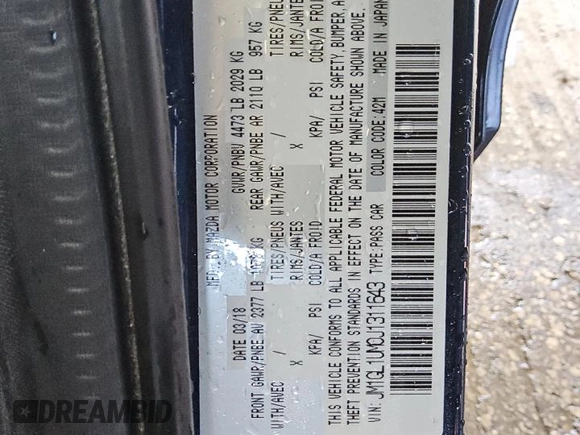 MFD. BY MAZDA MOTOR CORPORATION
DATE 03/18 GVWR/PNBV 4473 LB 2029 KG
FRONT GAWR/PNBE AV 2377 LB KG REAR GAWR/PNBE AR 2110 LB 957 KG
WITH/AVEC TIRES/PNEUS WITH/AVEC TIRES/PNEU
X RIMS/JANTES X RIMS/JANTES
KPA/ PSI COLD/A FROID KPA/ PSI COLD/A FROID
THIS VEHICLE CONFORMS TO ALL APPLICABLE FEDERAL MOTOR VEHICLE SAFETY, BUMPER, A
THEFT PREVENTION STANDARDS IN EFFECT ON THE DATE OF MANUFACTURE SHOWN ABOVE.
VIN: JM1GL1UM0J1311643 TYPE:PASS CAR COLOR CODE:42M MADE IN JAPAN
DREAMBID